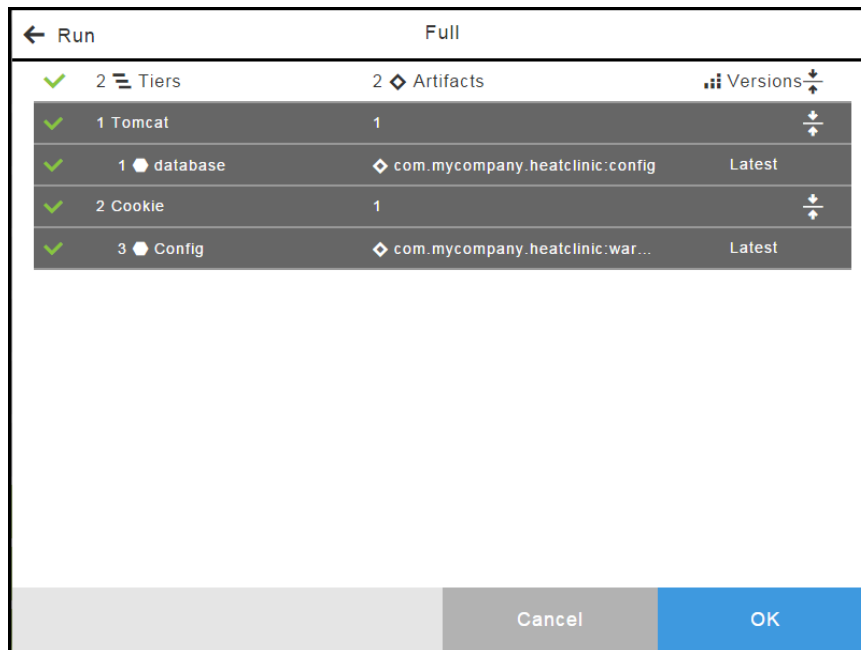 Run Full
2 Tiers 2 Artifacts Versions
1 Tomcat 1
1 database com.mycompany.heatclinic:config Latest
2 Cookie 1
3 Config com.mycompany.heatclinic:war... Latest
Cancel OK